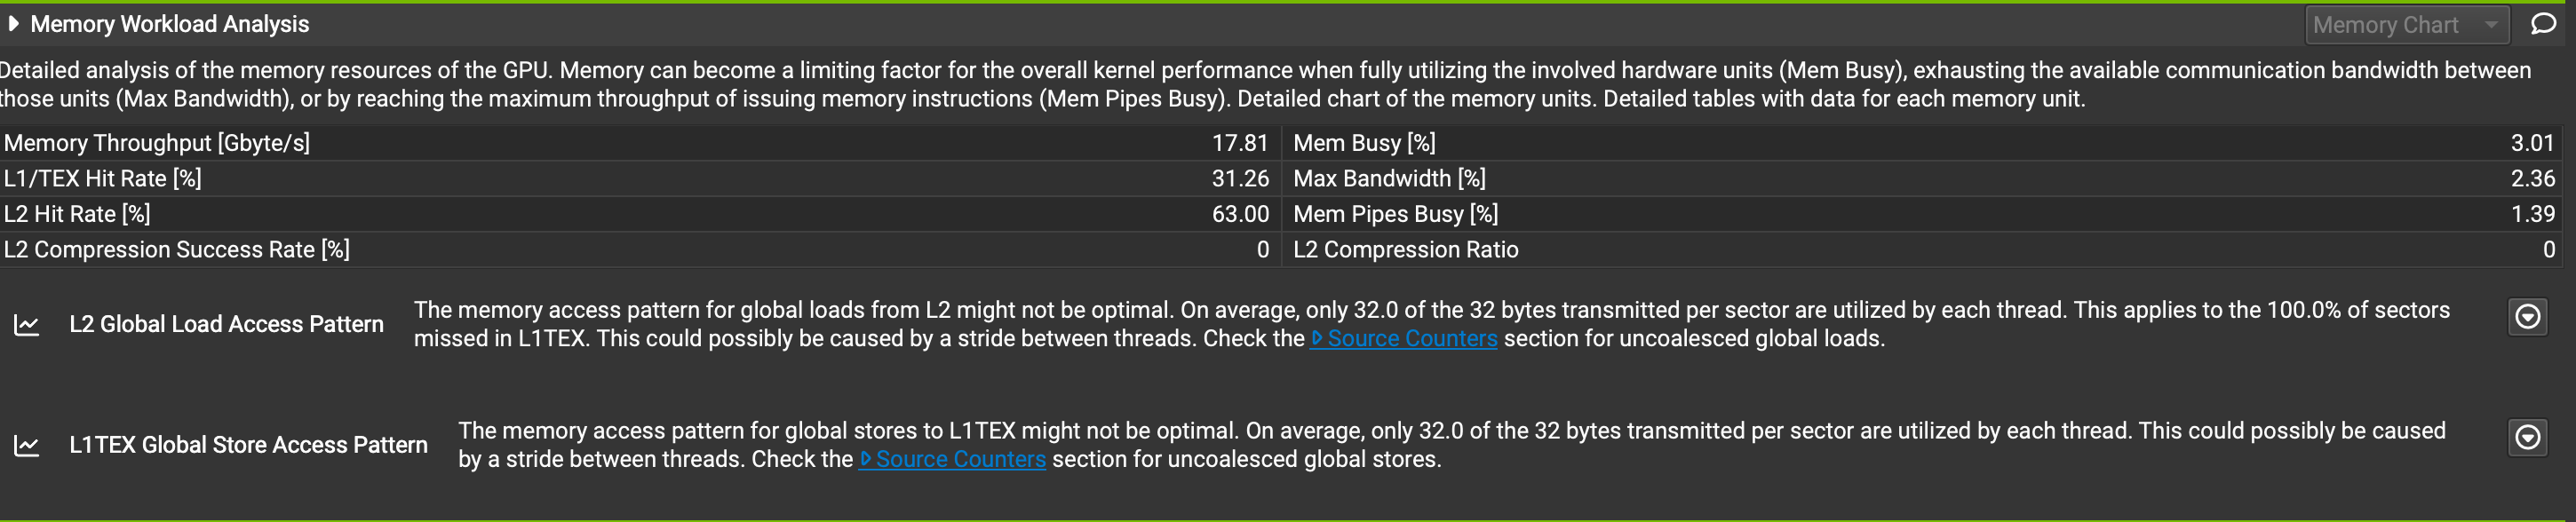 Memory Workload Analysis
Memory Chart
Detailed analysis of the memory resources of the GPU. Memory can become a limiting factor for the overall kernel performance when fully utilizing the involved hardware units (Mem Busy), exhausting the available communication bandwidth between
those units (Max Bandwidth), or by reaching the maximum throughput of issuing memory instructions (Mem Pipes Busy). Detailed chart of the memory units. Detailed tables with data for each memory unit.
Memory Throughput [Gbyte/s] 17.81 Mem Busy [%] 3.01
L1/TEX Hit Rate [%] 31.26 Max Bandwidth [%] 2.36
L2 Hit Rate [%] 63.00 Mem Pipes Busy [%] 1.39
L2 Compression Success Rate [%] 0 L2 Compression Ratio 0
L2 Global Load Access Pattern
The memory access pattern for global loads from L2 might not be optimal. On average, only 32.0 of the 32 bytes transmitted per sector are utilized by each thread. This applies to the 100.0% of sectors
missed in L1TEX. This could possibly be caused by a stride between threads. Check the Source Counters section for uncoalesced global loads.
L1TEX Global Store Access Pattern
The memory access pattern for global stores to L1TEX might not be optimal. On average, only 32.0 of the 32 bytes transmitted per sector are utilized by each thread. This could possibly be caused
by a stride between threads. Check the Source Counters section for uncoalesced global stores.